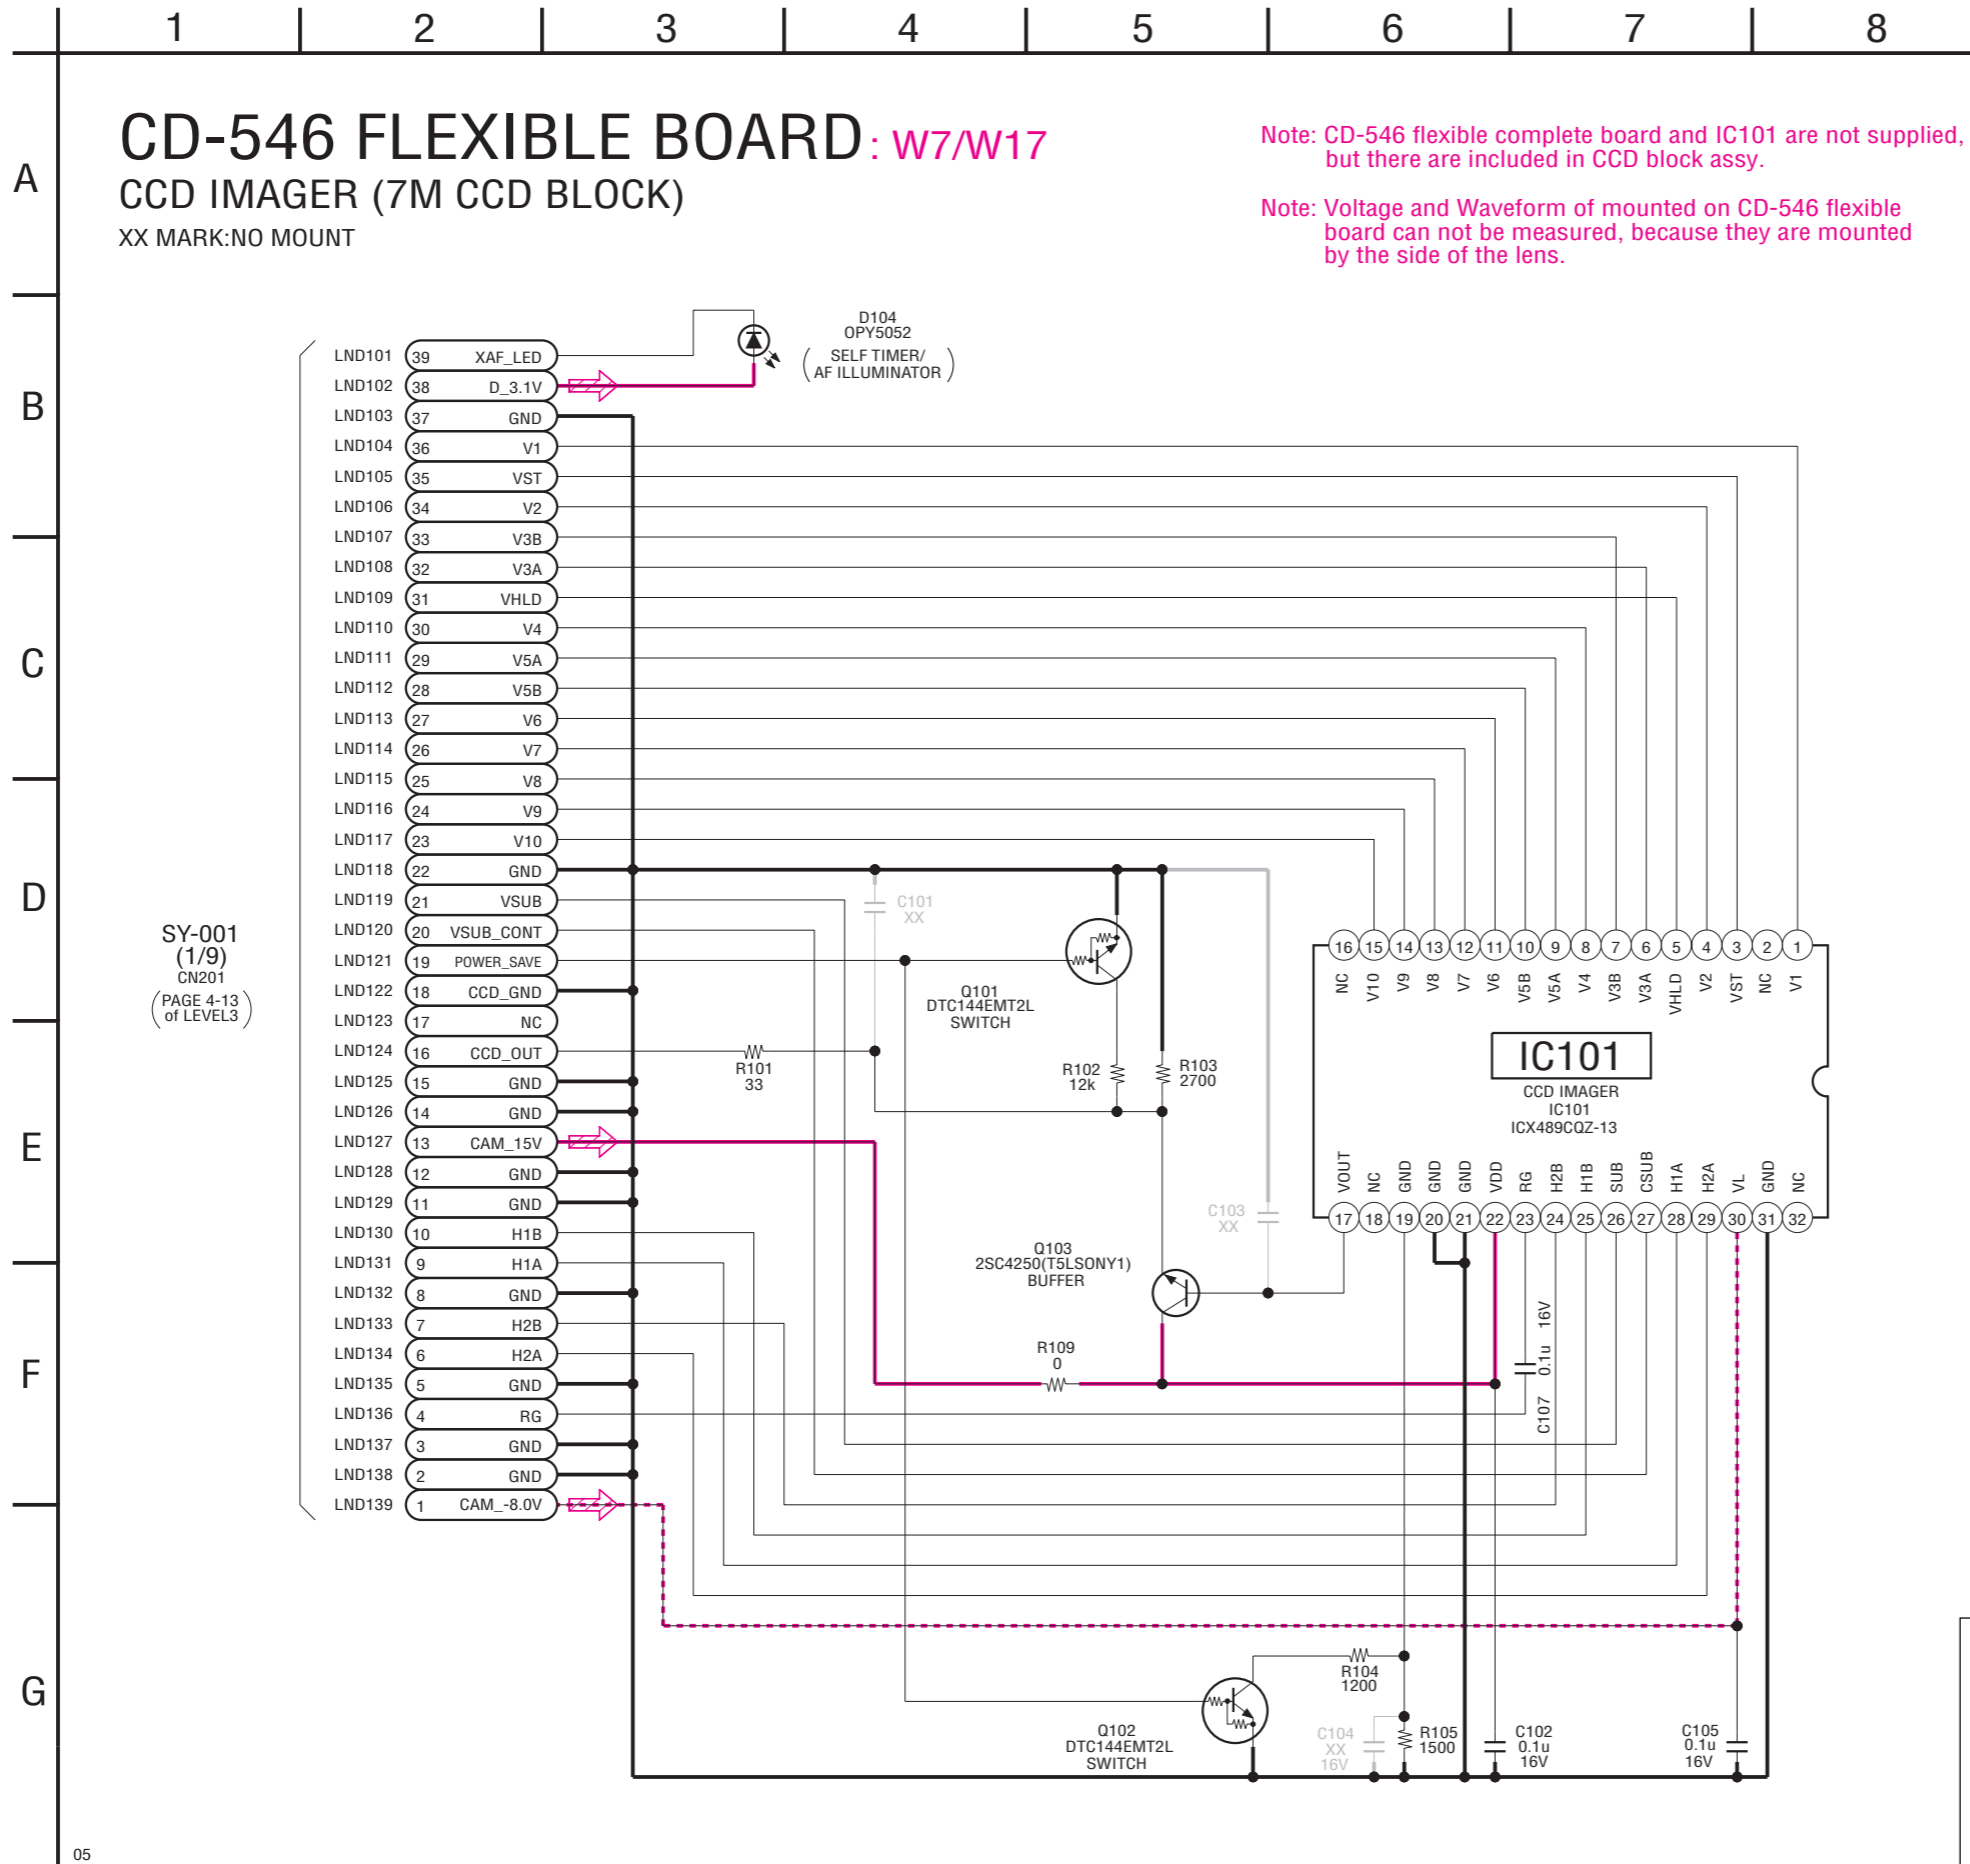 1 2 3 4 5 6 7 8
A
B
C
D
E
F
G
CD-546 FLEXIBLE BOARD : W7/W17
CCD IMAGER (7M CCD BLOCK)
XX MARK:NO MOUNT
Note: CD-546 flexible complete board and IC101 are not supplied,
but there are included in CCD block assy.
Note: Voltage and Waveform of mounted on CD-546 flexible
board can not be measured, because they are mounted
by the side of the lens.
D104
OPY5052
(SELF TIMER/
AF ILLUMINATOR)
LND101 39 XAF_LED
LND102 38 D_3.1V
LND103 37 GND
LND104 36 V1
LND105 35 VST
LND106 34 V2
LND107 33 V3B
LND108 32 V3A
LND109 31 VHLD
LND110 30 V4
LND111 29 V5A
LND112 28 V5B
LND113 27 V6
LND114 26 V7
LND115 25 V8
LND116 24 V9
LND117 23 V10
LND118 22 GND
LND119 21 VSUB
LND120 20 VSUB_CONT
LND121 19 POWER_SAVE
LND122 18 CCD_GND
LND123 17 NC
LND124 16 CCD_OUT
LND125 15 GND
LND126 14 GND
LND127 13 CAM_15V
LND128 12 GND
LND129 11 GND
LND130 10 H1B
LND131 9 H1A
LND132 8 GND
LND133 7 H2B
LND134 6 H2A
LND135 5 GND
LND136 4 RG
LND137 3 GND
LND138 2 GND
LND139 1 CAM_-8.0V
SY-001
(1/9)
CN201
(PAGE 4-13
of LEVEL3)
C101
XX
Q101
DTC144EMT2L
SWITCH
R101
33
R102
12k
R103
2700
C103
XX
Q103
2SC4250(T5LSONY1)
BUFFER
R109
0
16 15 14 13 12 11 10 9 8 7 6 5 4 3 2 1
NC V10 V9 V8 V7 V6 V5B V5A V4 V3B V3A VHLD V2 VST NC V1
IC101
CCD IMAGER
IC101
ICX489CQZ-13
VOUT NC GND GND GND VDD RG H2B H1B SUB CSUB H1A H2A VL GND NC
17 18 19 20 21 22 23 24 25 26 27 28 29 30 31 32
C107 0.1u 16V
R104
1200
Q102
DTC144EMT2L
SWITCH
C104
XX
16V
R105
1500
C102
0.1u
16V
C105
0.1u
16V
05